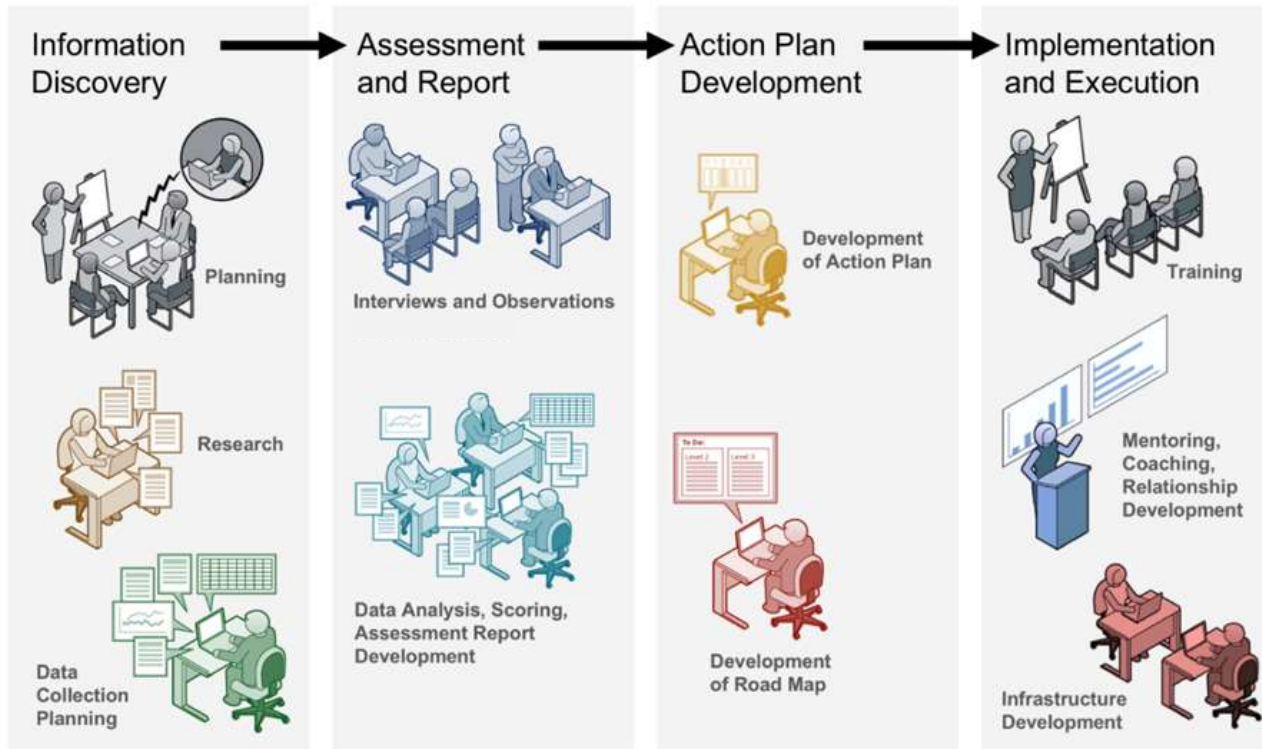 Information
Discovery
Planning
Research
Data
Collection
Planning
Assessment
and Report
Interviews and Observations
Data Analysis, Scoring,
Assessment Report
Development
Action Plan
Development
Development
of Action Plan
To Do:
Level 2
Level 3
Development
of Road Map
Implementation
and Execution
Training
Mentoring,
Coaching,
Relationship
Development
Infrastructure
Development